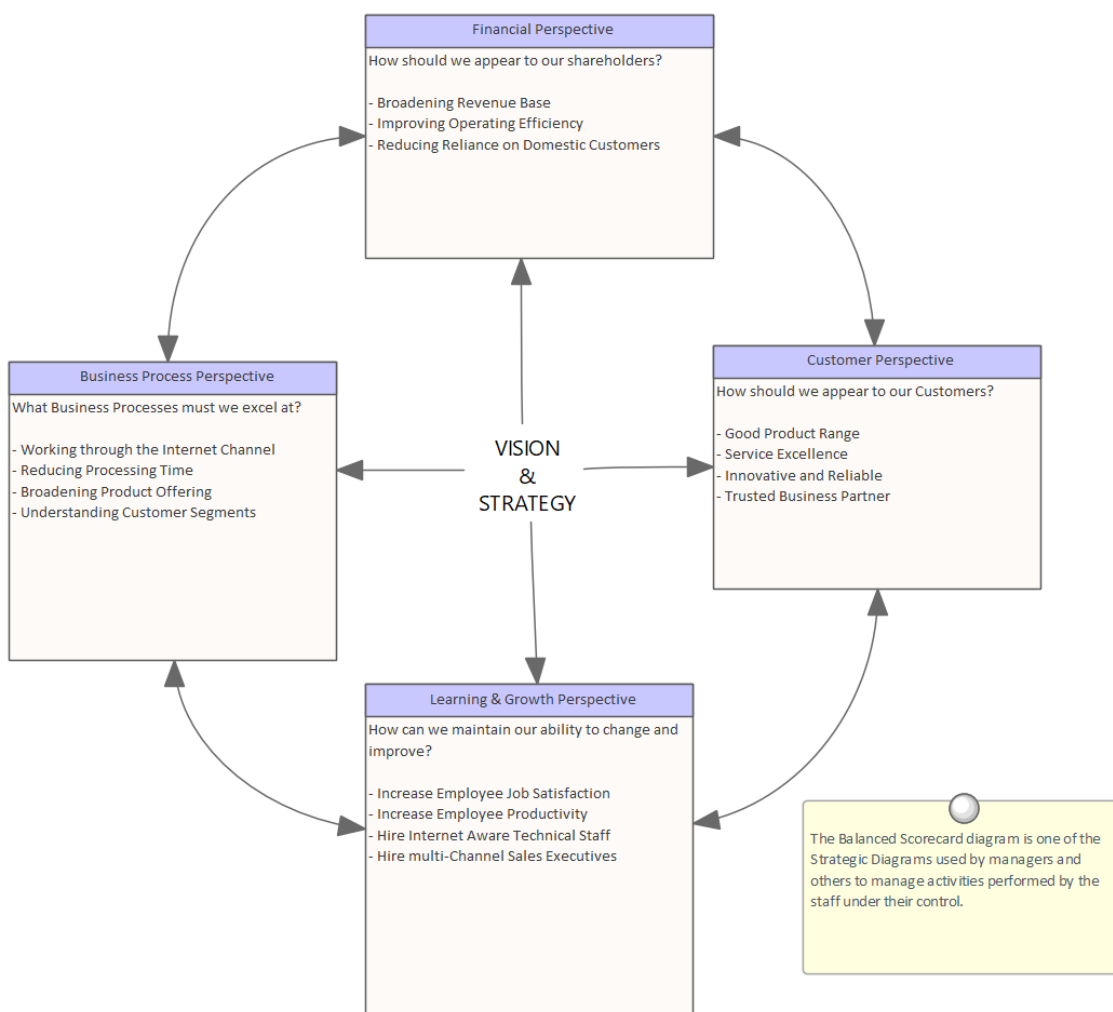 Financial Perspective
How should we appear to our shareholders?
- Broadening Revenue Base
- Improving Operating Efficiency
- Reducing Reliance on Domestic Customers
Business Process Perspective
What Business Processes must we excel at?
- Working through the Internet Channel
- Reducing Processing Time
- Broadening Product Offering
- Understanding Customer Segments
VISION
&
STRATEGY
Customer Perspective
How should we appear to our Customers?
- Good Product Range
- Service Excellence
- Innovative and Reliable
- Trusted Business Partner
Learning & Growth Perspective
How can we maintain our ability to change and
improve?
- Increase Employee Job Satisfaction
- Increase Employee Productivity
- Hire Internet Aware Technical Staff
- Hire multi-Channel Sales Executives
The Balanced Scorecard diagram is one of the
Strategic Diagrams used by managers and
others to manage activities performed by the
staff under their control.